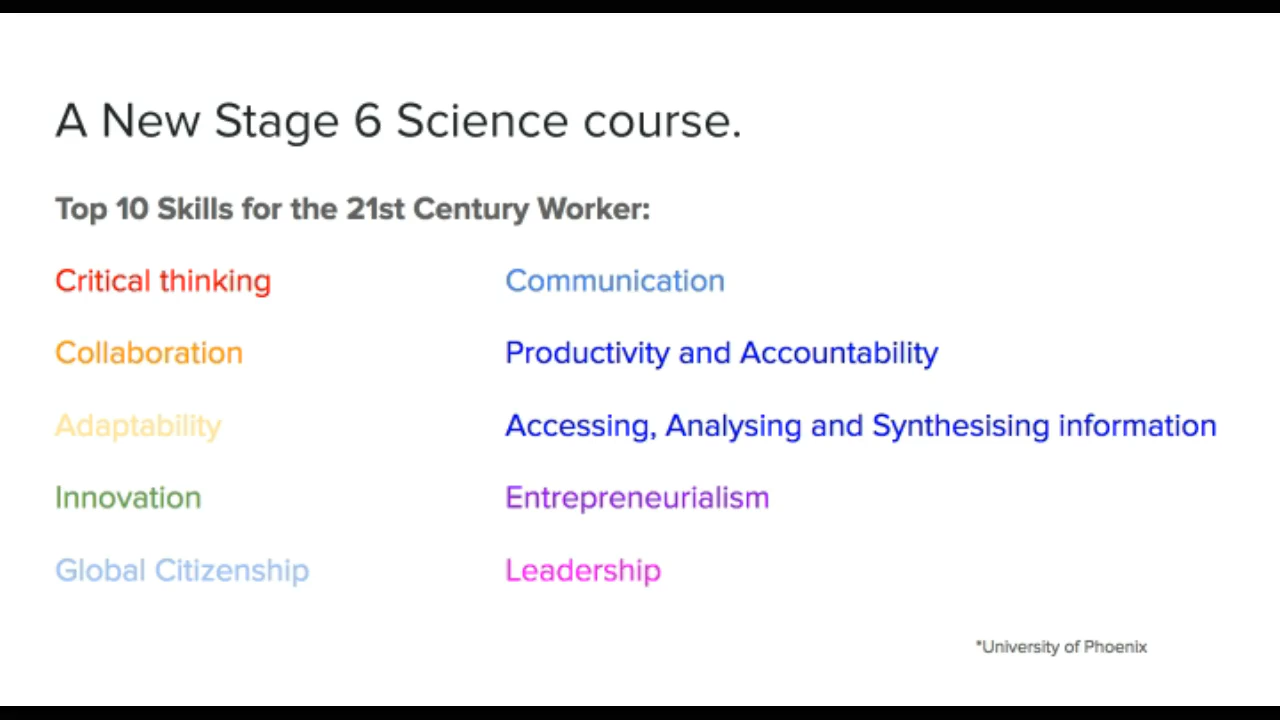 A New Stage 6 Science course.
Top 10 Skills for the 21st Century Worker:
Critical thinking
Collaboration
Adaptability
Innovation
Global Citizenship
Communication
Productivity and Accountability
Accessing, Analysing and Synthesising information
Entrepreneurialism
Leadership
*University of Phoenix